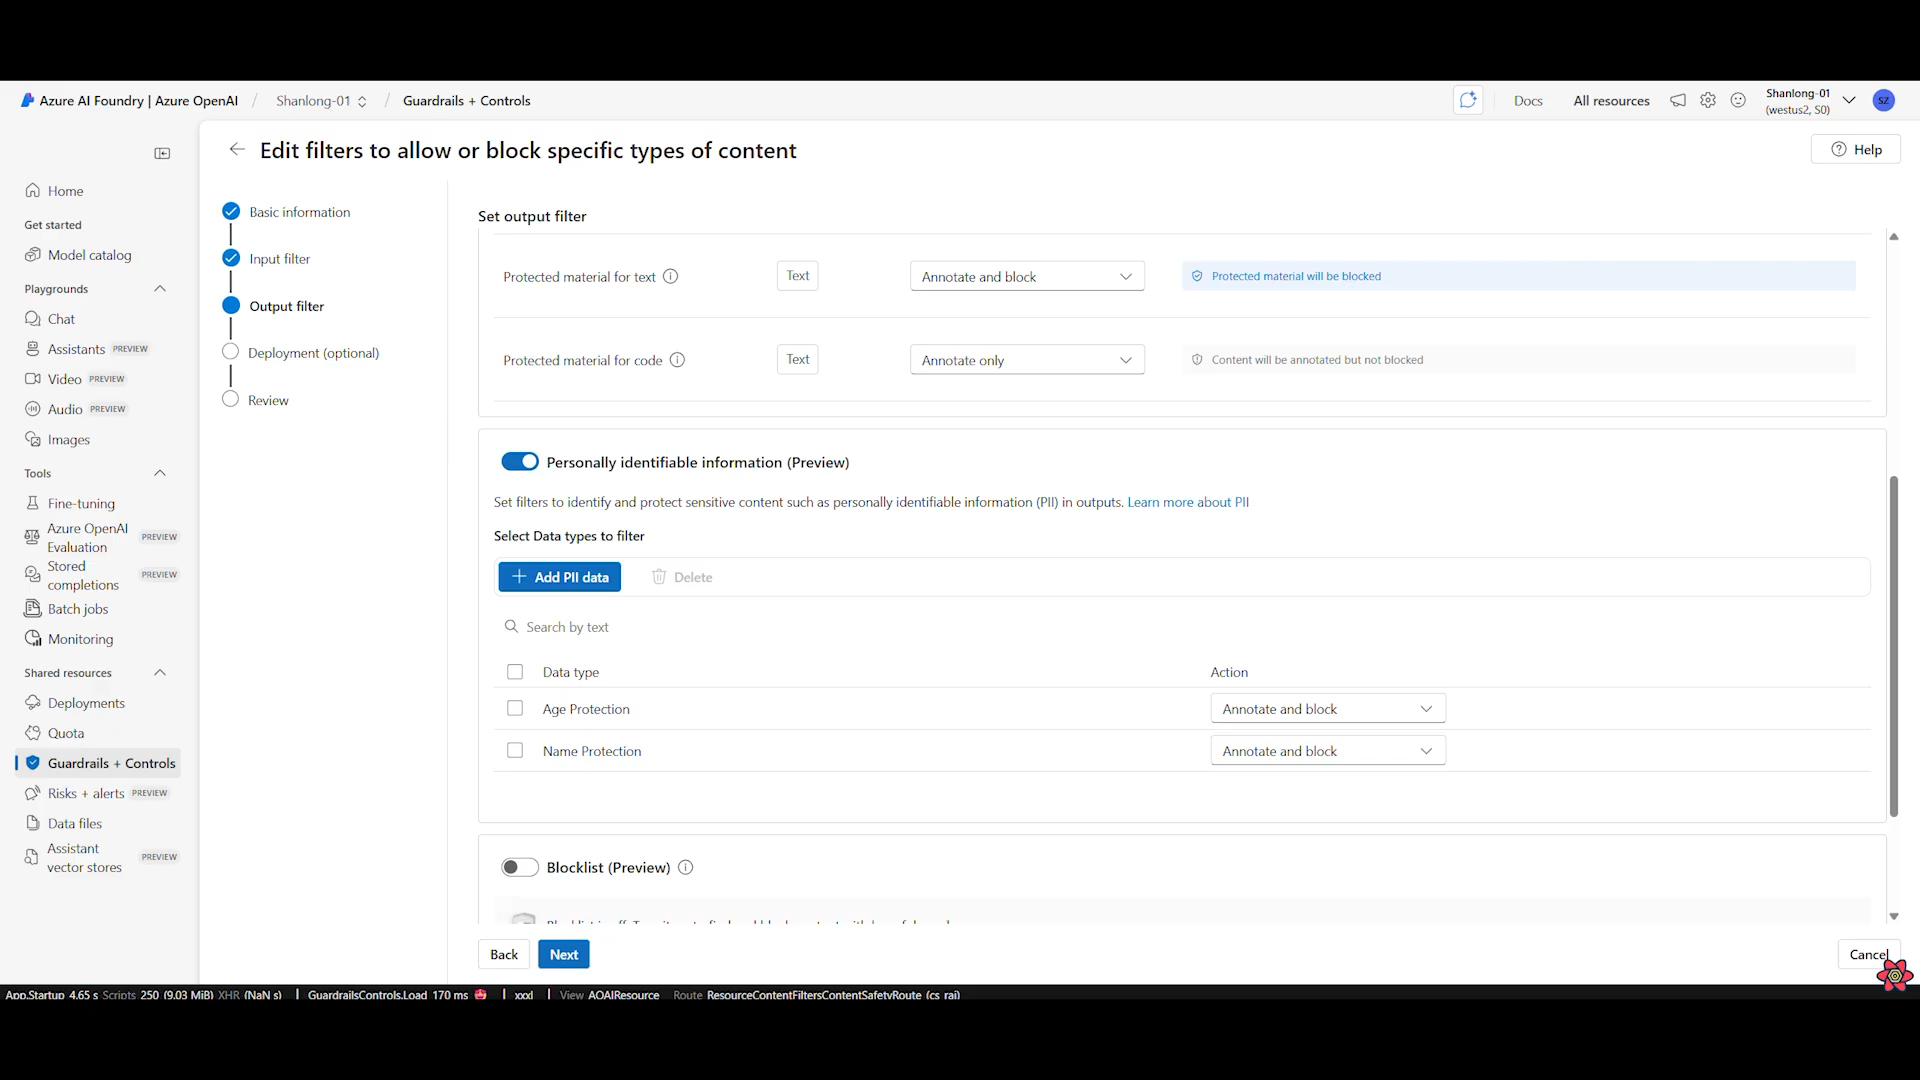 Azure AI Foundry | Azure OpenAI / Shanlong-01 / Guardrails + Controls
Docs
All resources
Shanlong-01
(westus2, S0)
SZ
Edit filters to allow or block specific types of content
Help
Home
Get started
Model catalog
Playgrounds
Chat
Assistants PREVIEW
Video PREVIEW
Audio PREVIEW
Images
Tools
Fine-tuning
Azure OpenAI
Evaluation
PREVIEW
Stored
completions
PREVIEW
Batch jobs
Monitoring
Shared resources
Deployments
Quota
Guardrails + Controls
Risks + alerts PREVIEW
Data files
Assistant
vector stores
PREVIEW
Basic information
Input filter
Output filter
Deployment (optional)
Review
Set output filter
Protected material for text
Text
Annotate and block
Protected material will be blocked
Protected material for code
Text
Annotate only
Content will be annotated but not blocked
Personally identifiable information (Preview)
Set filters to identify and protect sensitive content such as personally identifiable information (PII) in outputs. Learn more about PII
Select Data types to filter
Add PII data
Delete
Search by text
Data type
Action
Age Protection
Annotate and block
Name Protection
Annotate and block
Blocklist (Preview)
Back
Next
Cancel
App.Startup 4.65 s Scripts 250 (9.03 MiB) XHR (NaN s) | GuardrailsControls.Load 170 ms | xxxl | View AOAIResource Route ResourceContentFiltersContentSafetyRoute (cs_rai)